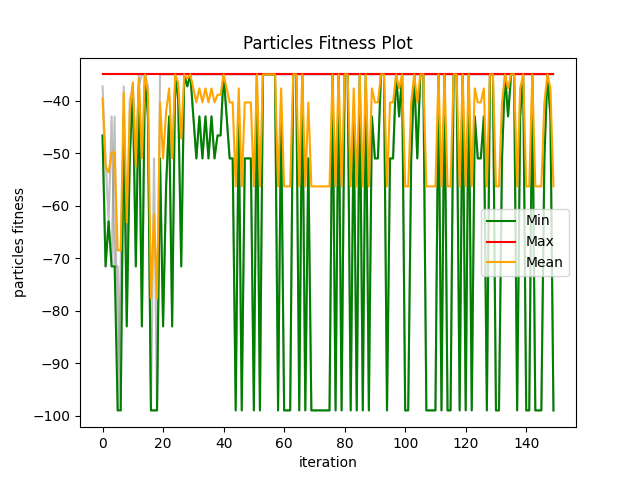 Particles Fitness Plot
particles fitness
−40
−50
−60
−70
−80
−90
−100
Min
Max
Mean
0 20 40 60 80 100 120 140
iteration